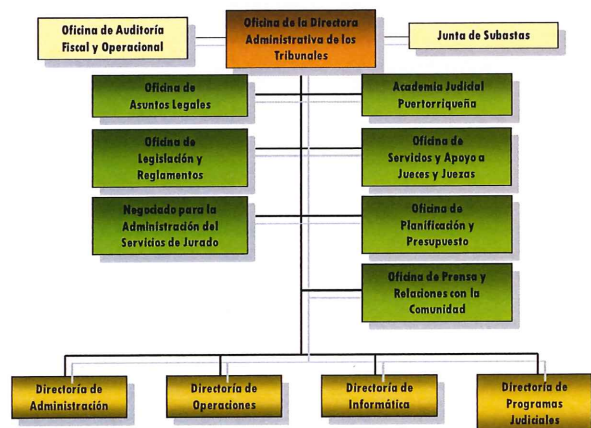 Oficina de Auditoría
Fiscal y Operacional
Oficina de la Directora
Administrativa de los
Tribunales
Junta de Subastas
Oficina de
Asuntos Legales
Academia Judicial
Puertorriqueña
Oficina de
Legislación y
Reglamentos
Oficina de
Servicios y Apoyo a
Jueces y Juezas
Negociado para la
Administración del
Servicios de Jurado
Oficina de
Planificación y
Presupuesto
Oficina de Prensa y
Relaciones con la
Comunidad
Directoría de
Administración
Directoría de
Operaciones
Directoría de
Informática
Directoría de
Programas
Judiciales